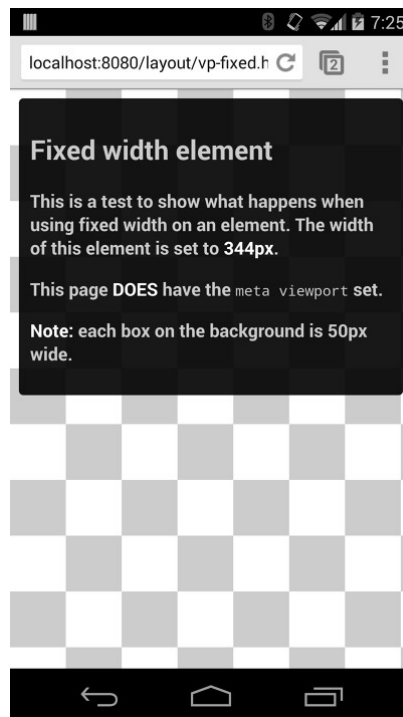 7:25
localhost:8080/layout/vp-fixed.h
2
Fixed width element
This is a test to show what happens when
using fixed width on an element. The width
of this element is set to 344px.
This page DOES have the meta viewport set.
Note: each box on the background is 50px
wide.